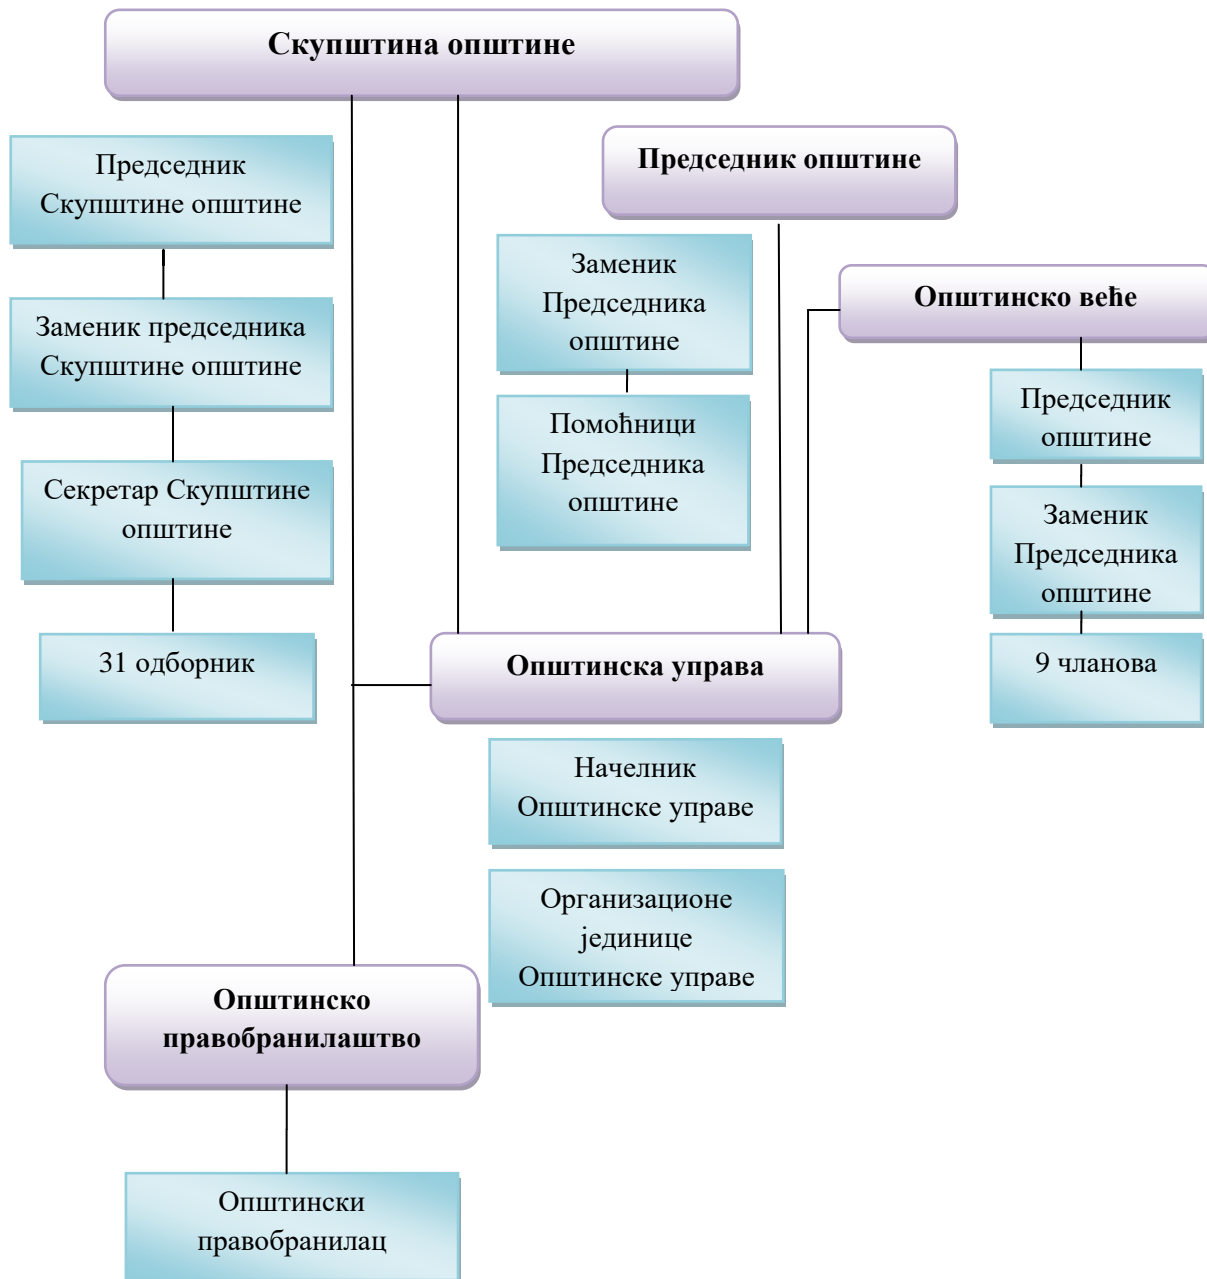 Скупштина општине
Председник
Скупштине општине
Заменик председника
Скупштине општине
Секретар Скупштине
општине
31 одборник
Председник општине
Заменик
Председника
општине
Помоћници
Председника
општине
Општинско веће
Председник
општине
Заменик
Председника
општине
9 чланова
Општинска управа
Начелник
Општинске управе
Организационе
јединице
Општинске управе
Општинско
правобранилаштво
Општински
правобранилац